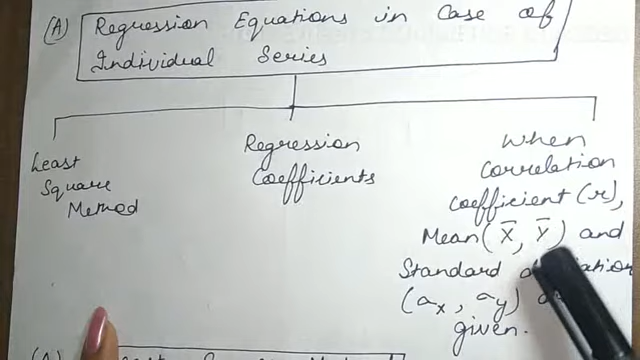 (A) Regression Equations in Case of
Individual Series
Least
Square
Method
Regression
Coefficients
When
Correlation
coefficient (r),
Mean (X̄, Ȳ) and
Standard
(σx, σy)
given.
(A)